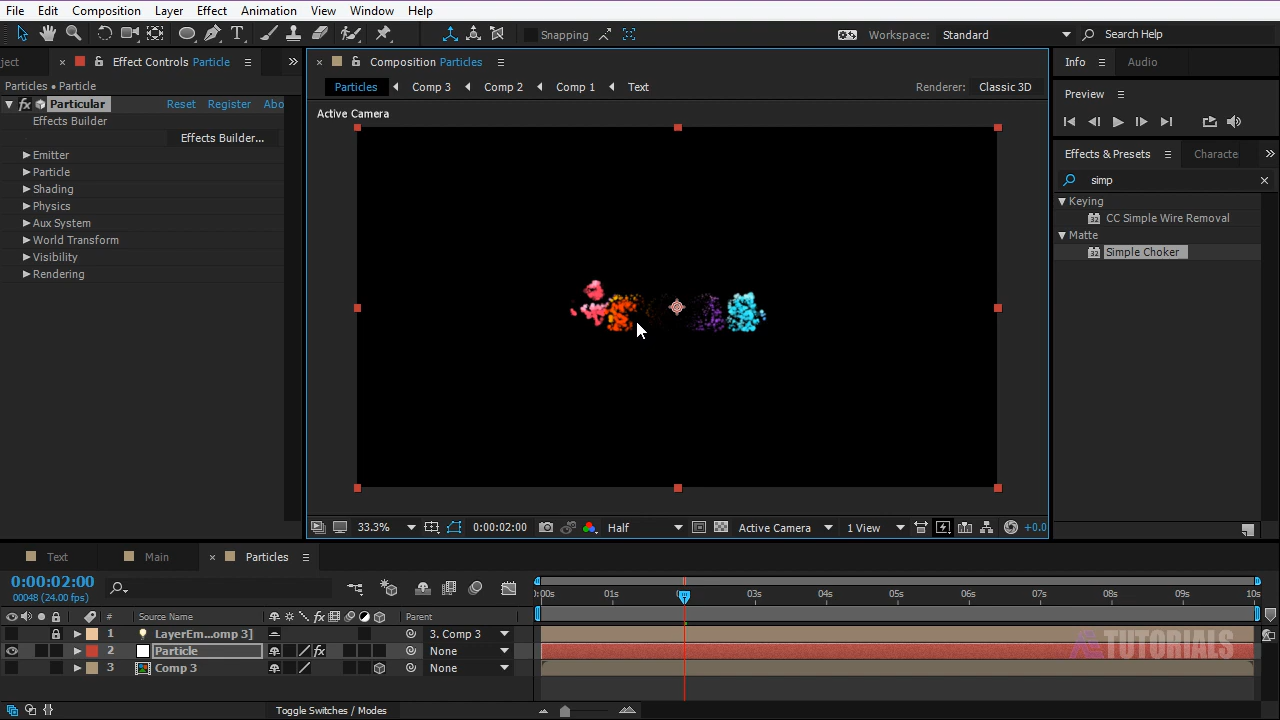 File Edit Composition Layer Effect Animation View Window Help
Snapping Workspace: Standard Search Help
ject Effect Controls Particle Composition Particles Info Audio
Particles • Particle Particles Comp 3 Comp 2 Comp 1 Text Renderer: Classic 3D
Preview
fx Particular Reset Register Abo
Active Camera
Effects Builder
Effects Builder...
Emitter
Particle
Shading
Physics
Aux System
World Transform
Visibility
Rendering
Effects & Presets Characte
simp
Keying
32 CC Simple Wire Removal
Matte
32 Simple Choker
33.3% 0:00:02:00 Half Active Camera 1 View +0.0
Text Main Particles
0:00:02:00
00048 (24.00 fps)
:00s 01s 03s 04s 05s 06s 07s 08s 09s 10s
# Source Name fx Parent
1 LayerEm...omp 3] 3. Comp 3
2 Particle fx None
3 Comp 3 None
TUTORIALS
Toggle Switches / Modes